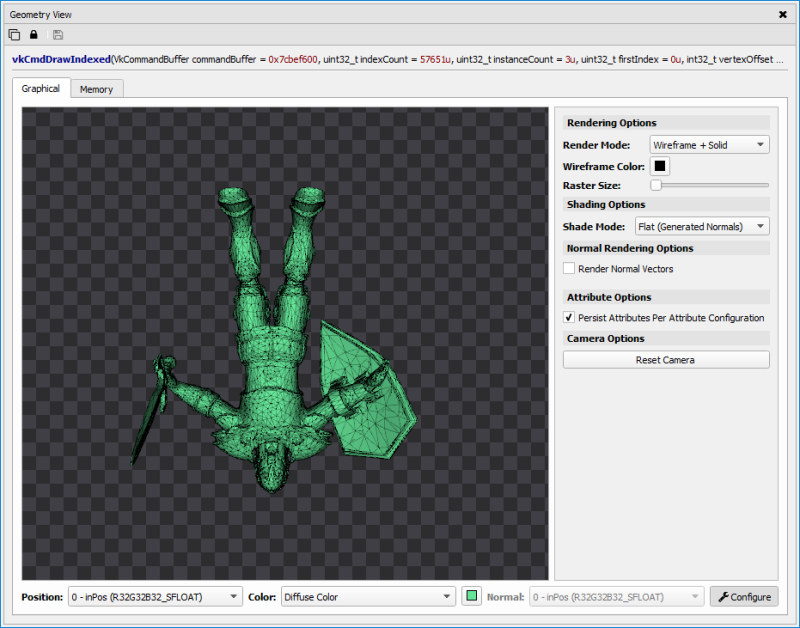 Geometry View
vkCmdDrawIndexed(VkCommandBuffer commandBuffer = 0x7cbef600, uint32_t indexCount = 57651u, uint32_t instanceCount = 3u, uint32_t firstIndex = 0u, int32_t vertexOffset ...
Graphical Memory
Rendering Options
Render Mode: Wireframe + Solid
Wireframe Color:
Raster Size:
Shading Options
Shade Mode: Flat (Generated Normals)
Normal Rendering Options
Render Normal Vectors
Attribute Options
Persist Attributes Per Attribute Configuration
Camera Options
Reset Camera
Position: 0 - inPos (R32G32B32_SFLOAT) Color: Diffuse Color Normal: 0 - inPos (R32G32B32_SFLOAT) Configure